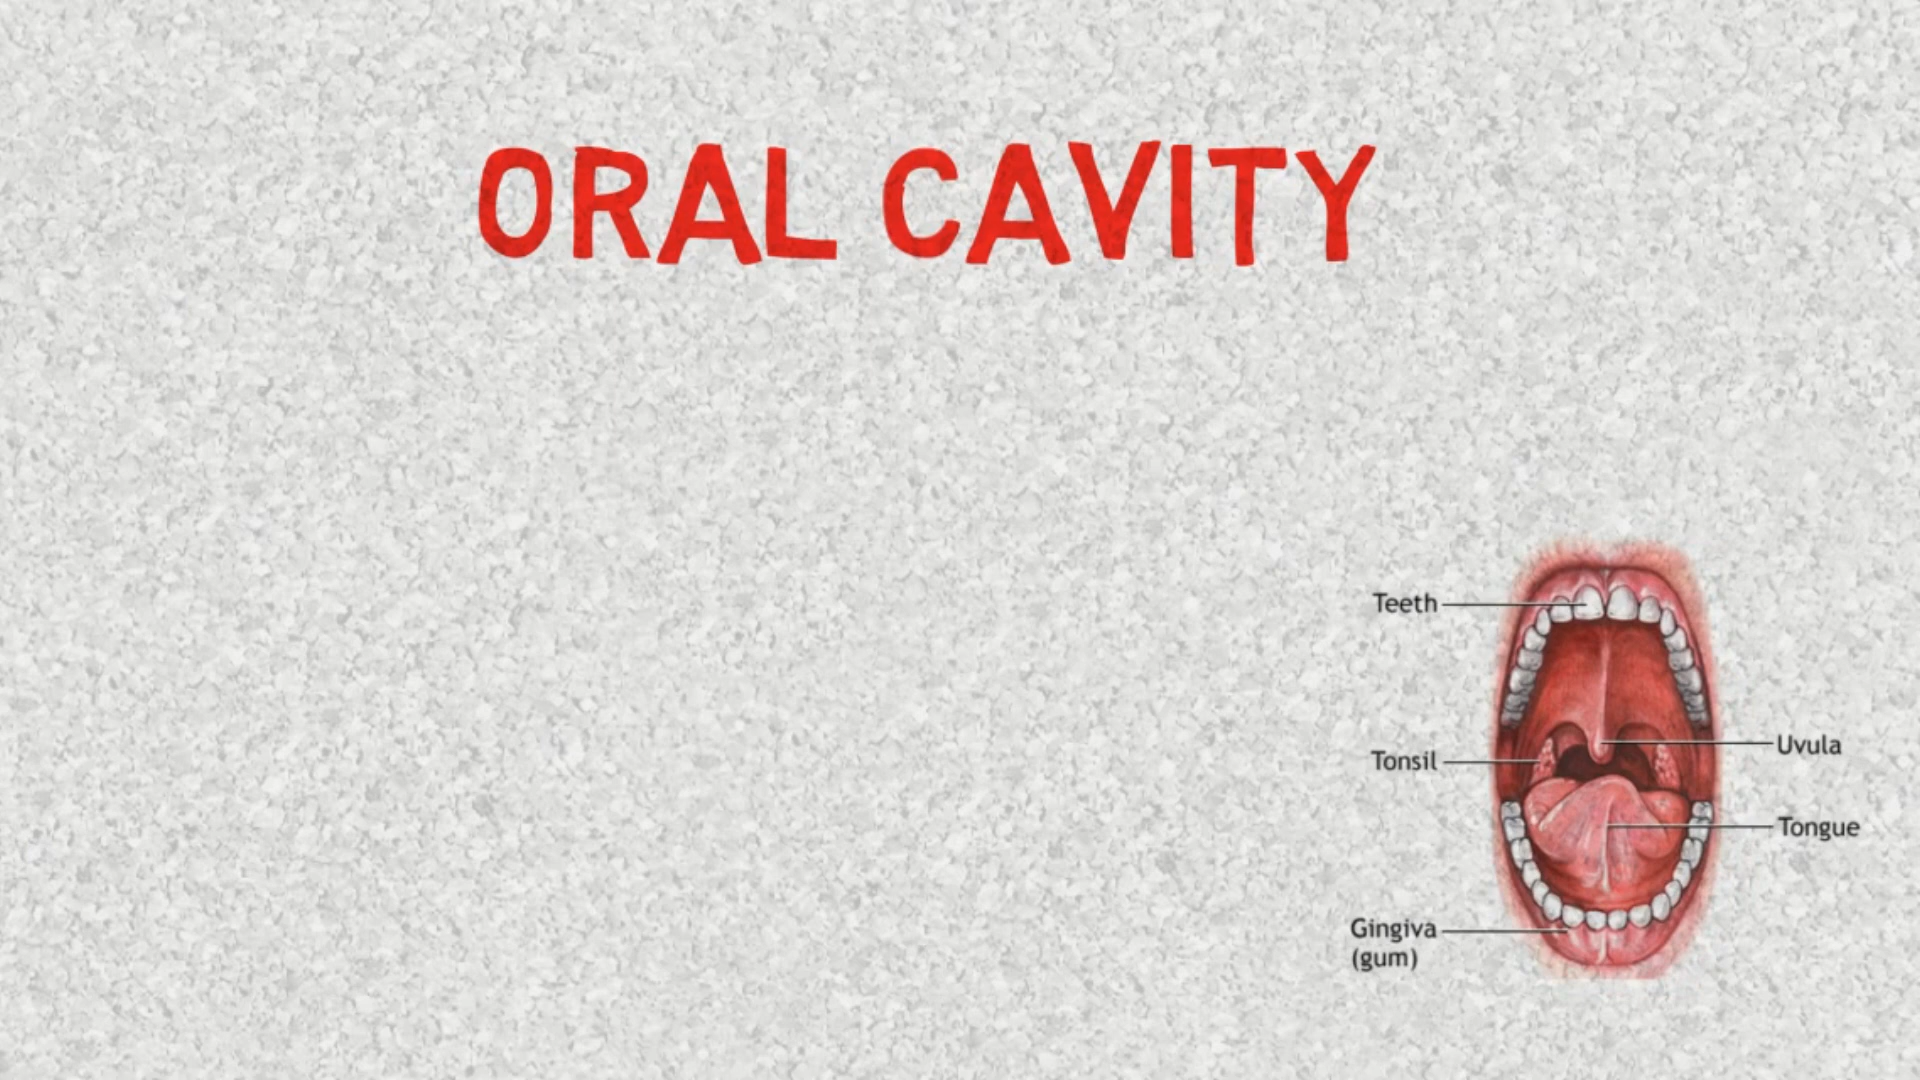 ORAL CAVITY
Teeth
Uvula
Tonsil
Tongue
Gingiva
(gum)